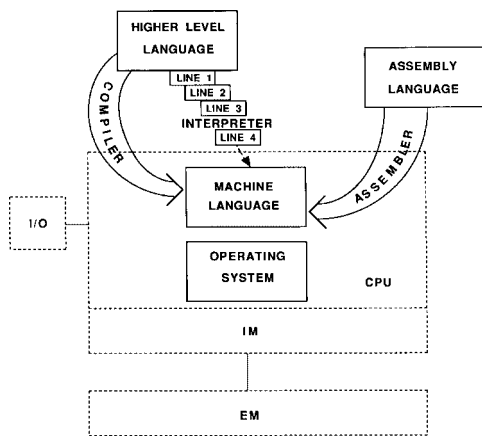 HIGHER LEVEL
LANGUAGE
LINE 1
LINE 2
LINE 3
INTERPRETER
LINE 4
COMPILER
ASSEMBLY
LANGUAGE
ASSEMBLER
MACHINE
LANGUAGE
I/O
OPERATING
SYSTEM
CPU
IM
EM